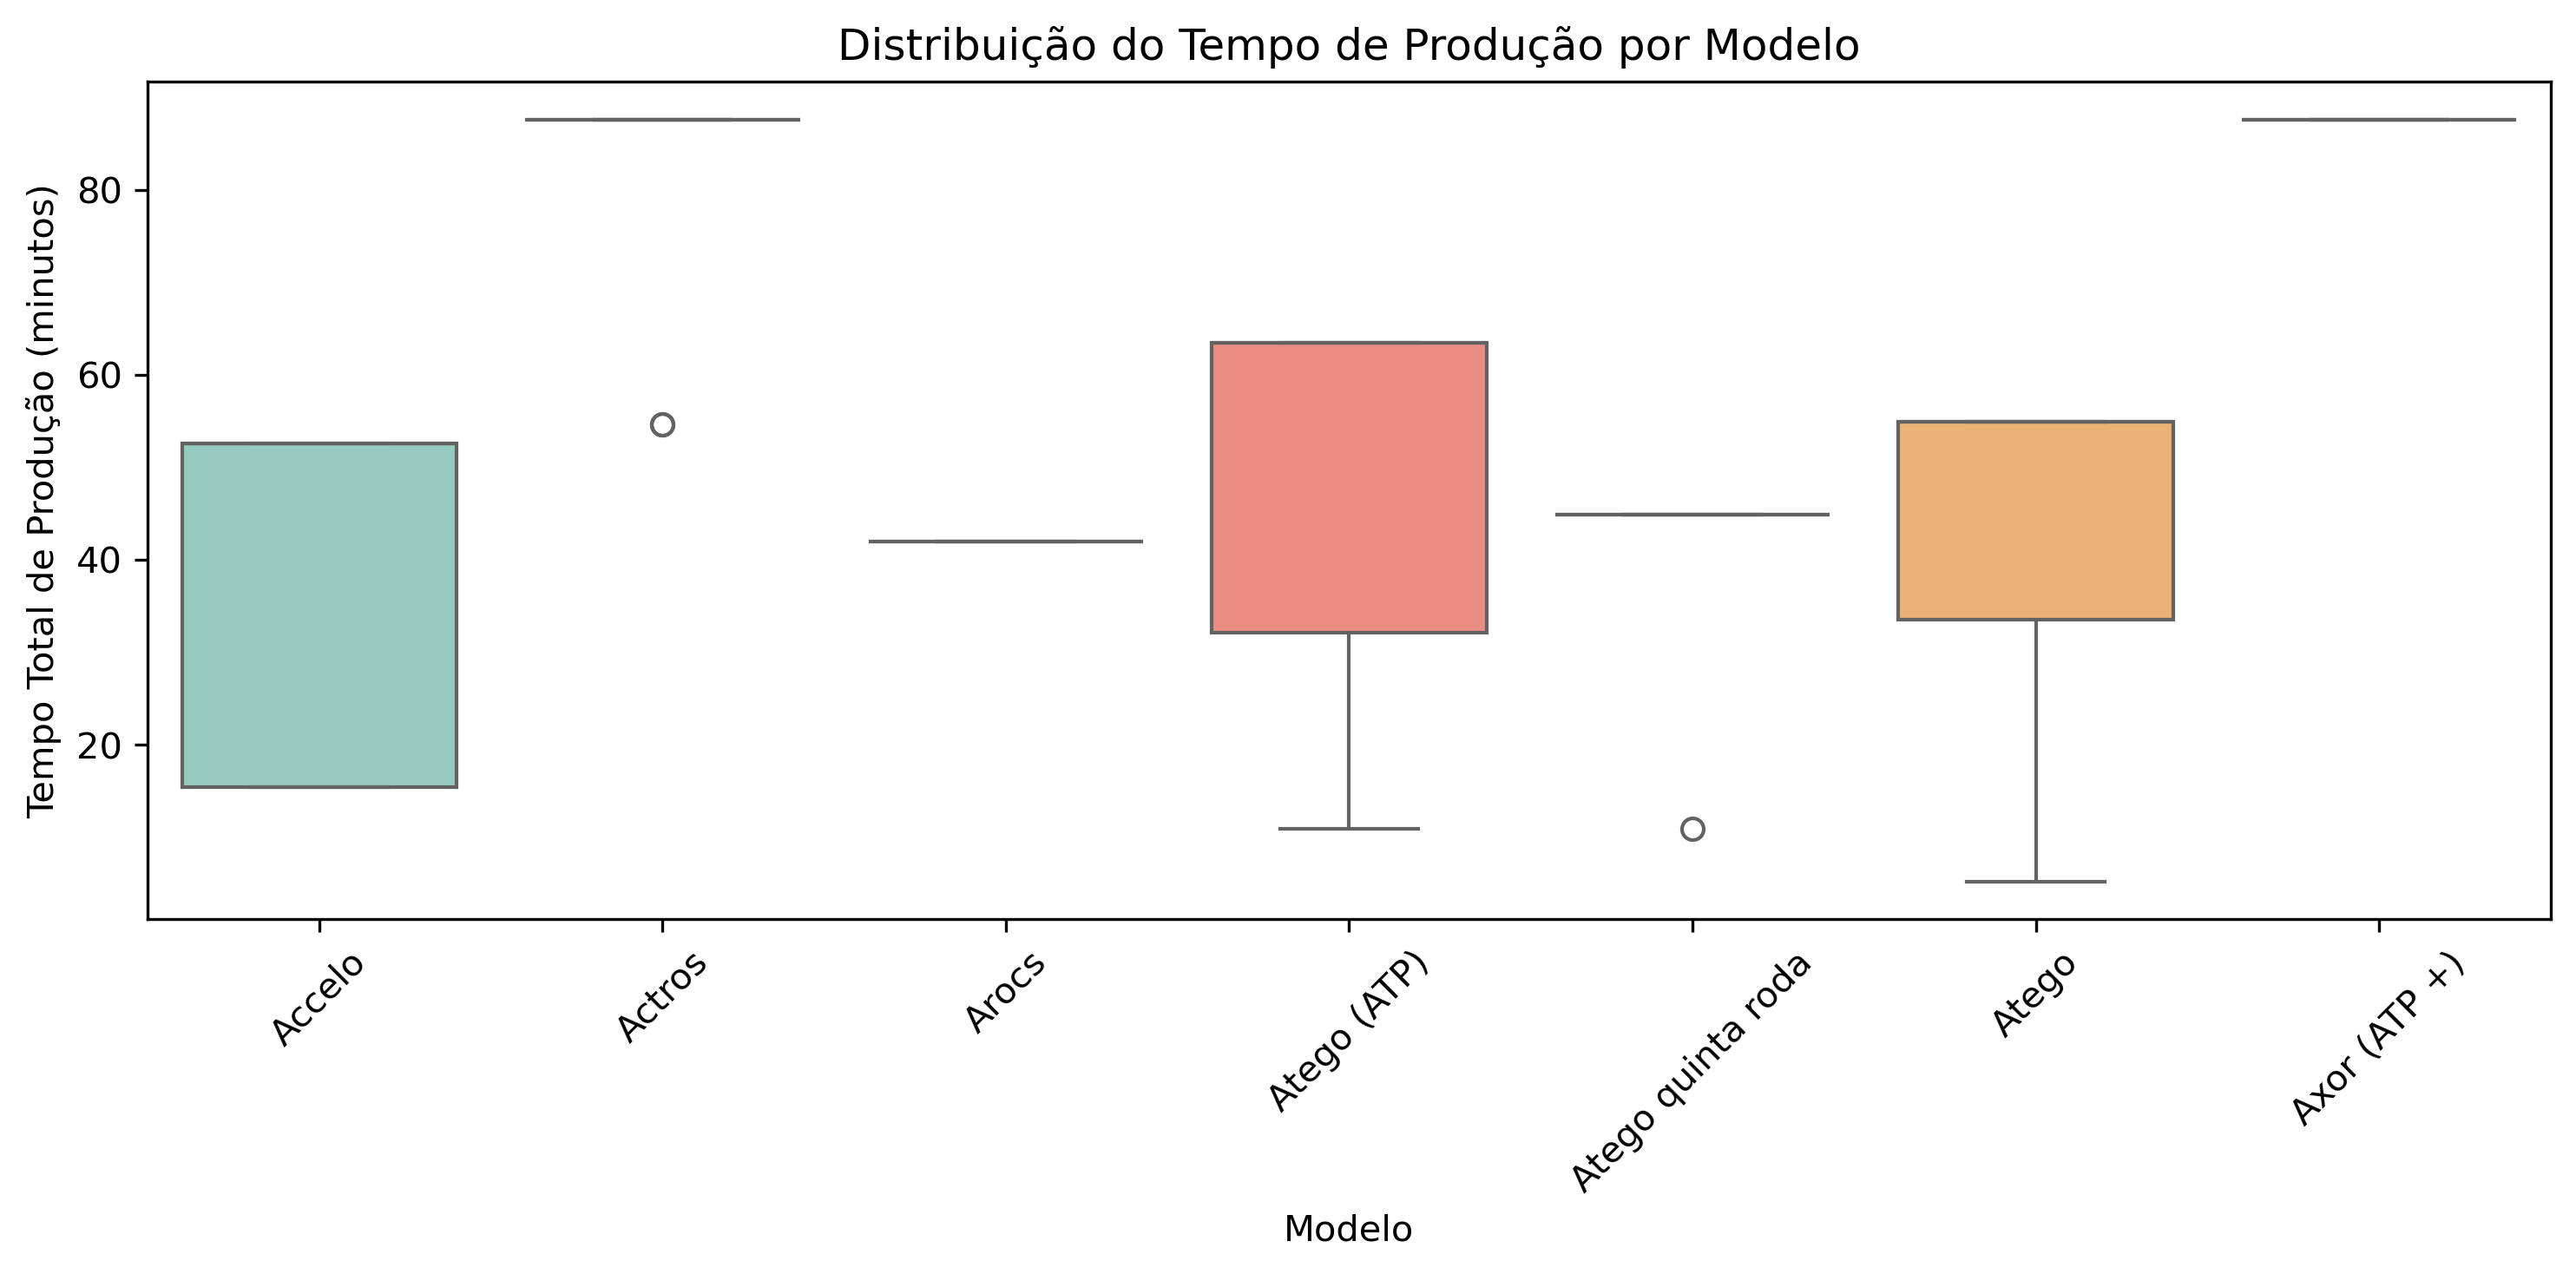 Distribuição do Tempo de Produção por Modelo
Tempo Total de Produção (minutos)
80
60
40
20
Accelo
Actros
Arocs
Atego (ATP)
Atego quinta roda
Atego
Axor (ATP +)
Modelo